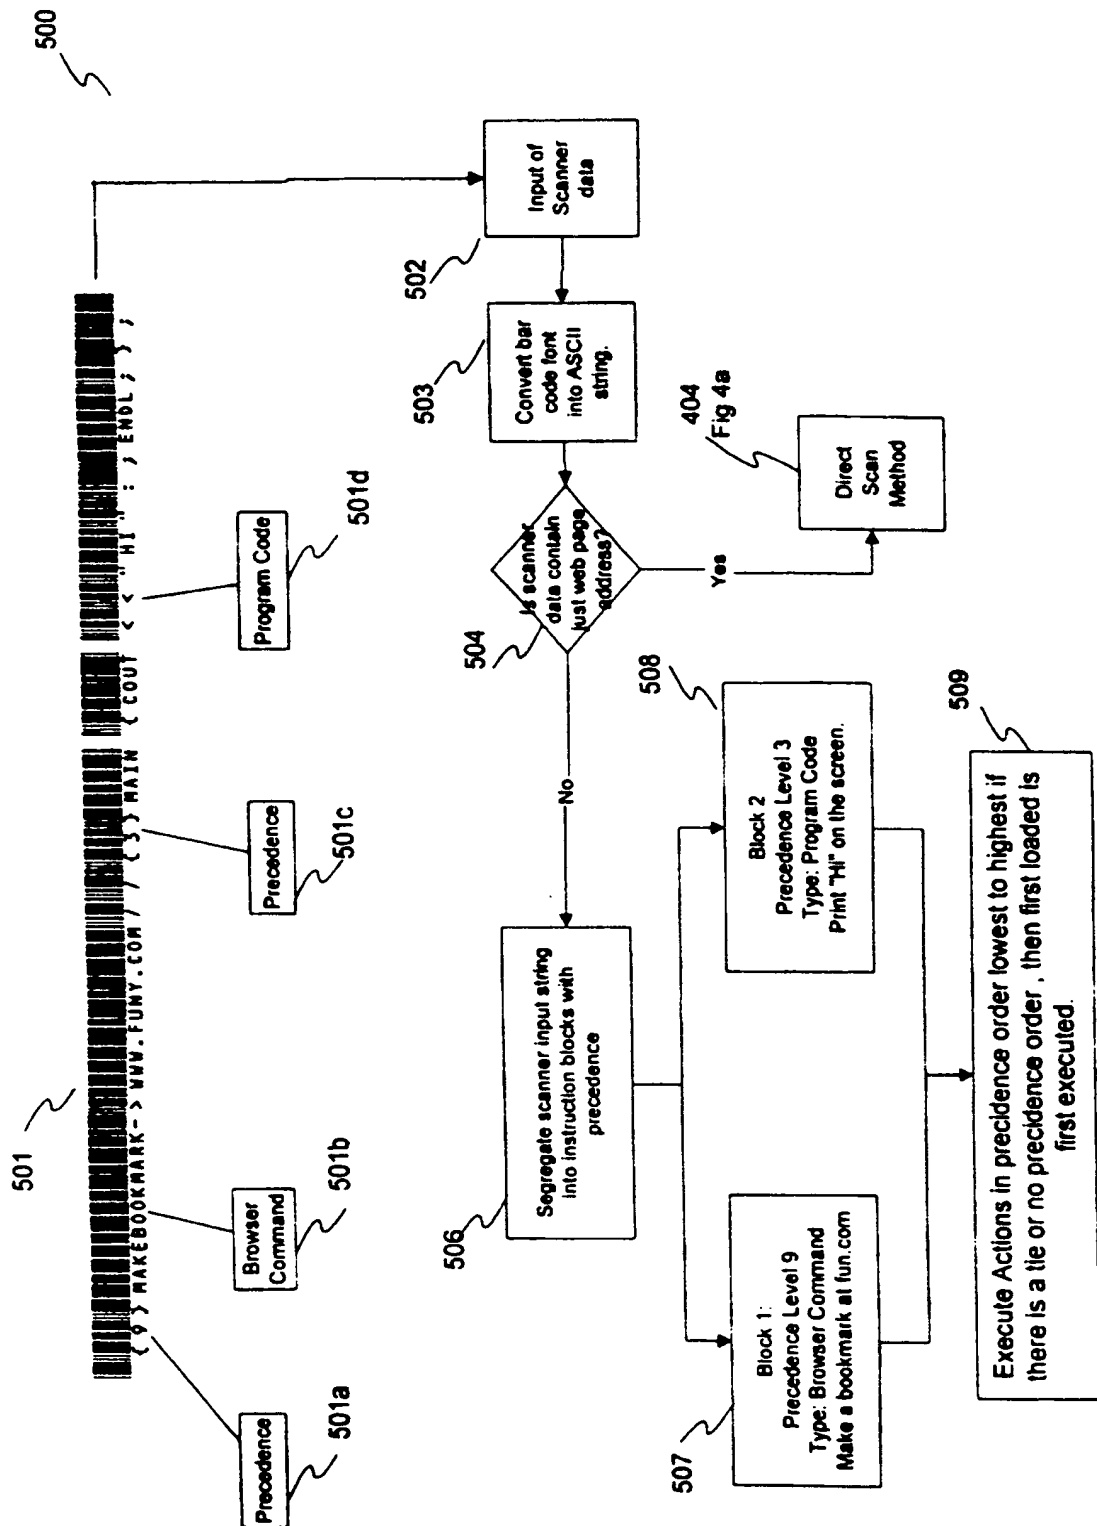 500
501
{9} MAKEBOOKMARK-> WWW.FUNY.COM / {3} MAIN { COUT < < " HI " : ; ENDL ; } ;
Precedence
501a
Browser
Command
501b
Precedence
501c
Program Code
501d
Input of
Scanner
data
502
Convert bar
code font
into ASCII
string.
503
Is scanner
data contain
just web page
address?
504
Yes
404
Fig 4a
Direct
Scan
Method
No
Segregate scanner input string
into instruction blocks with
precedence
506
Block 1:
Precedence Level 9
Type: Browser Command
Make a bookmark at fun.com
507
Block 2
Precedence Level 3
Type: Program Code
Print "Hi" on the screen.
508
Execute Actions in precidence order lowest to highest if
there is a tie or no precidence order , then first loaded is
first executed.
509